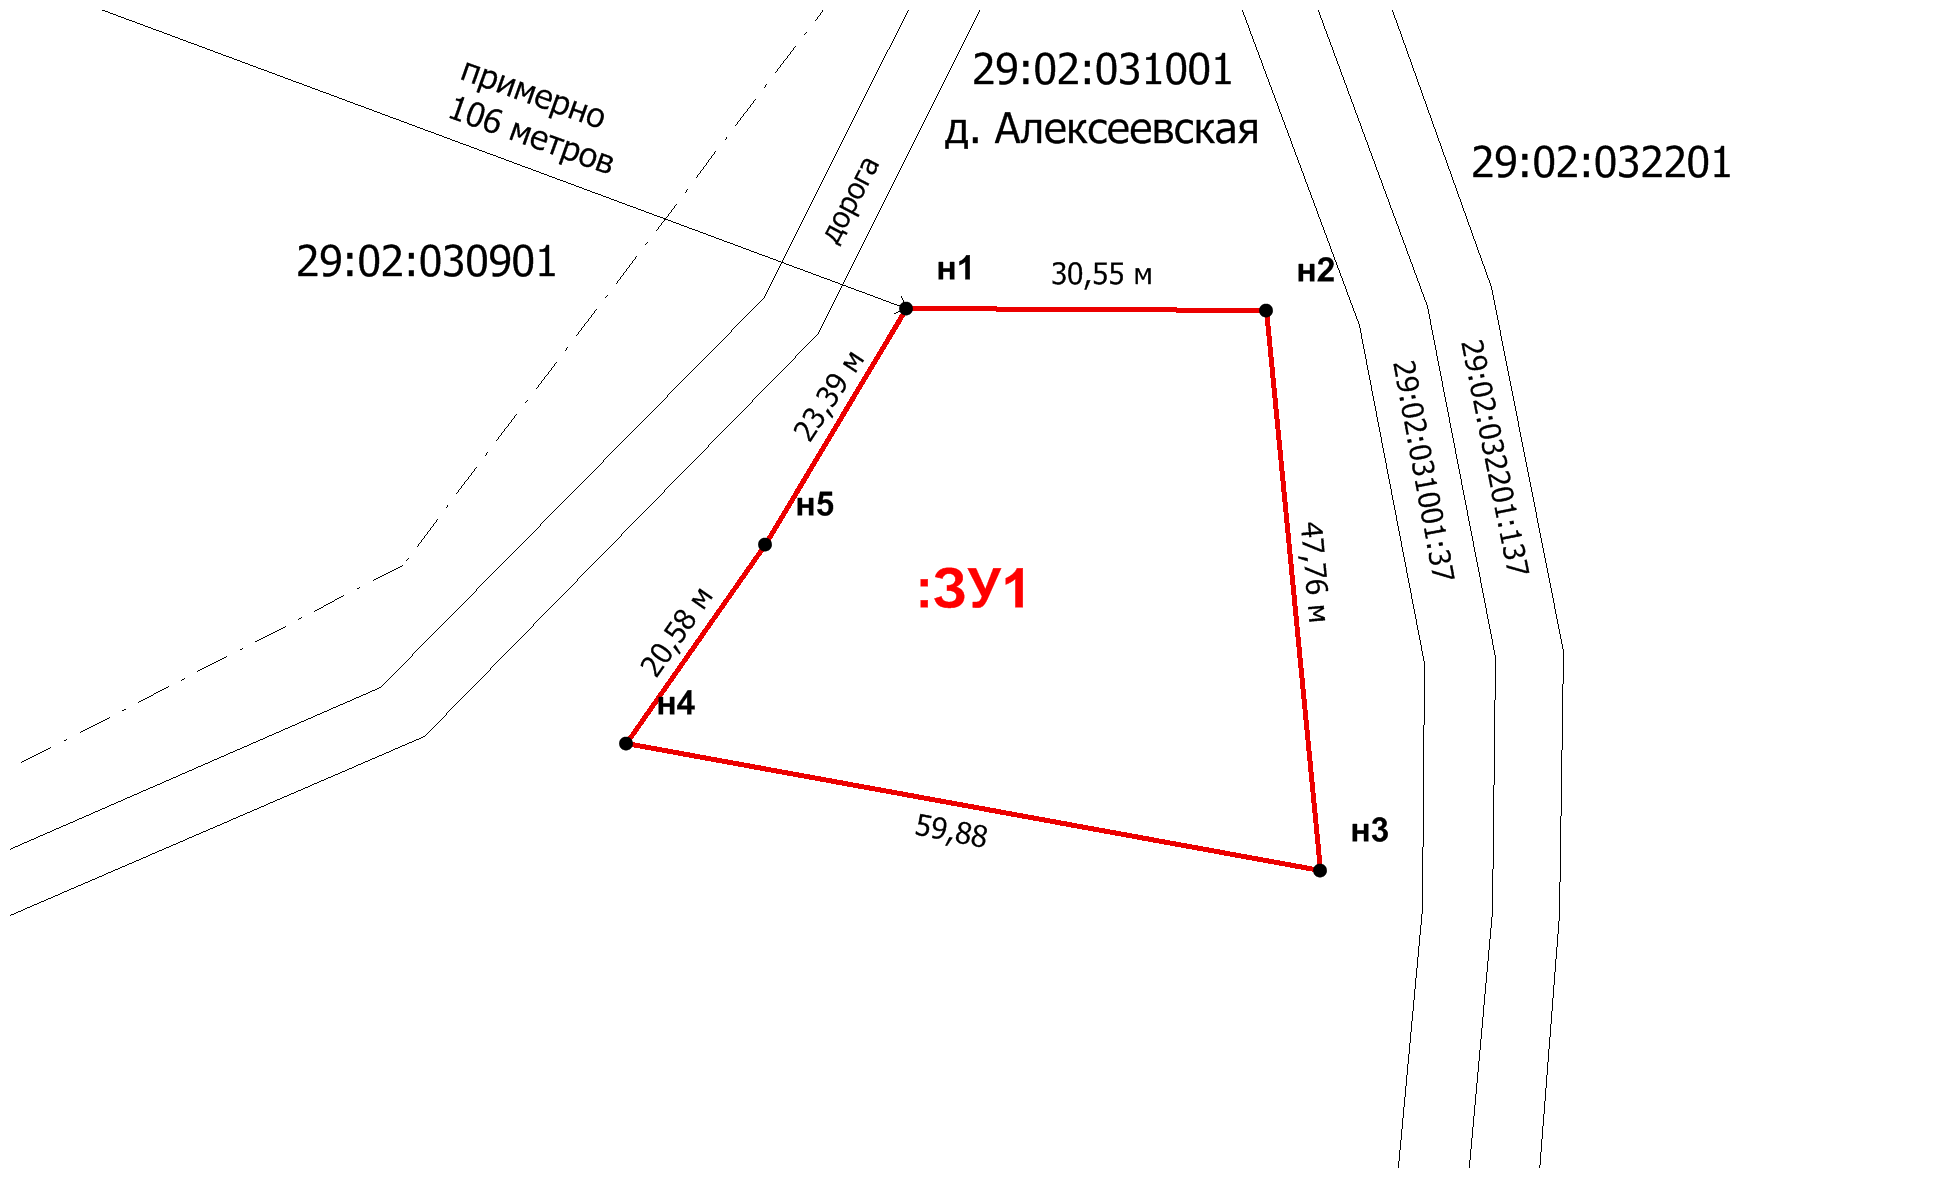 примерно
106 метров
29:02:031001
д. Алексеевская
29:02:032201
дорога
29:02:030901
н1
30,55 м
н2
23,39 м
29:02:031001:37
29:02:032201:137
н5
47,76 м
:ЗУ1
20,58 м
н4
59,88
н3